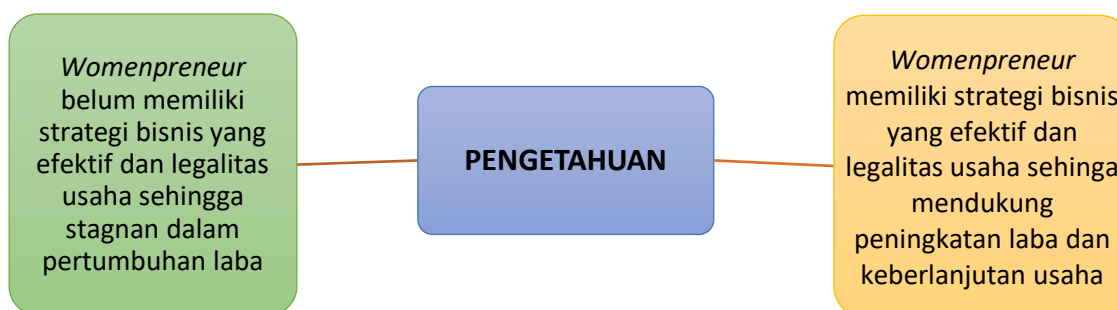 Womenpreneur
belum memiliki
strategi bisnis yang
efektif dan legalitas
usaha sehingga
stagnan dalam
pertumbuhan laba
PENGETAHUAN
Womenpreneur
memiliki strategi bisnis
yang efektif dan
legalitas usaha sehinga
mendukung
peningkatan laba dan
keberlanjutan usaha